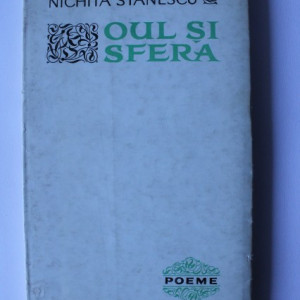 NICHITA STĂNESCU
OUL ȘI
SFERA
POEME